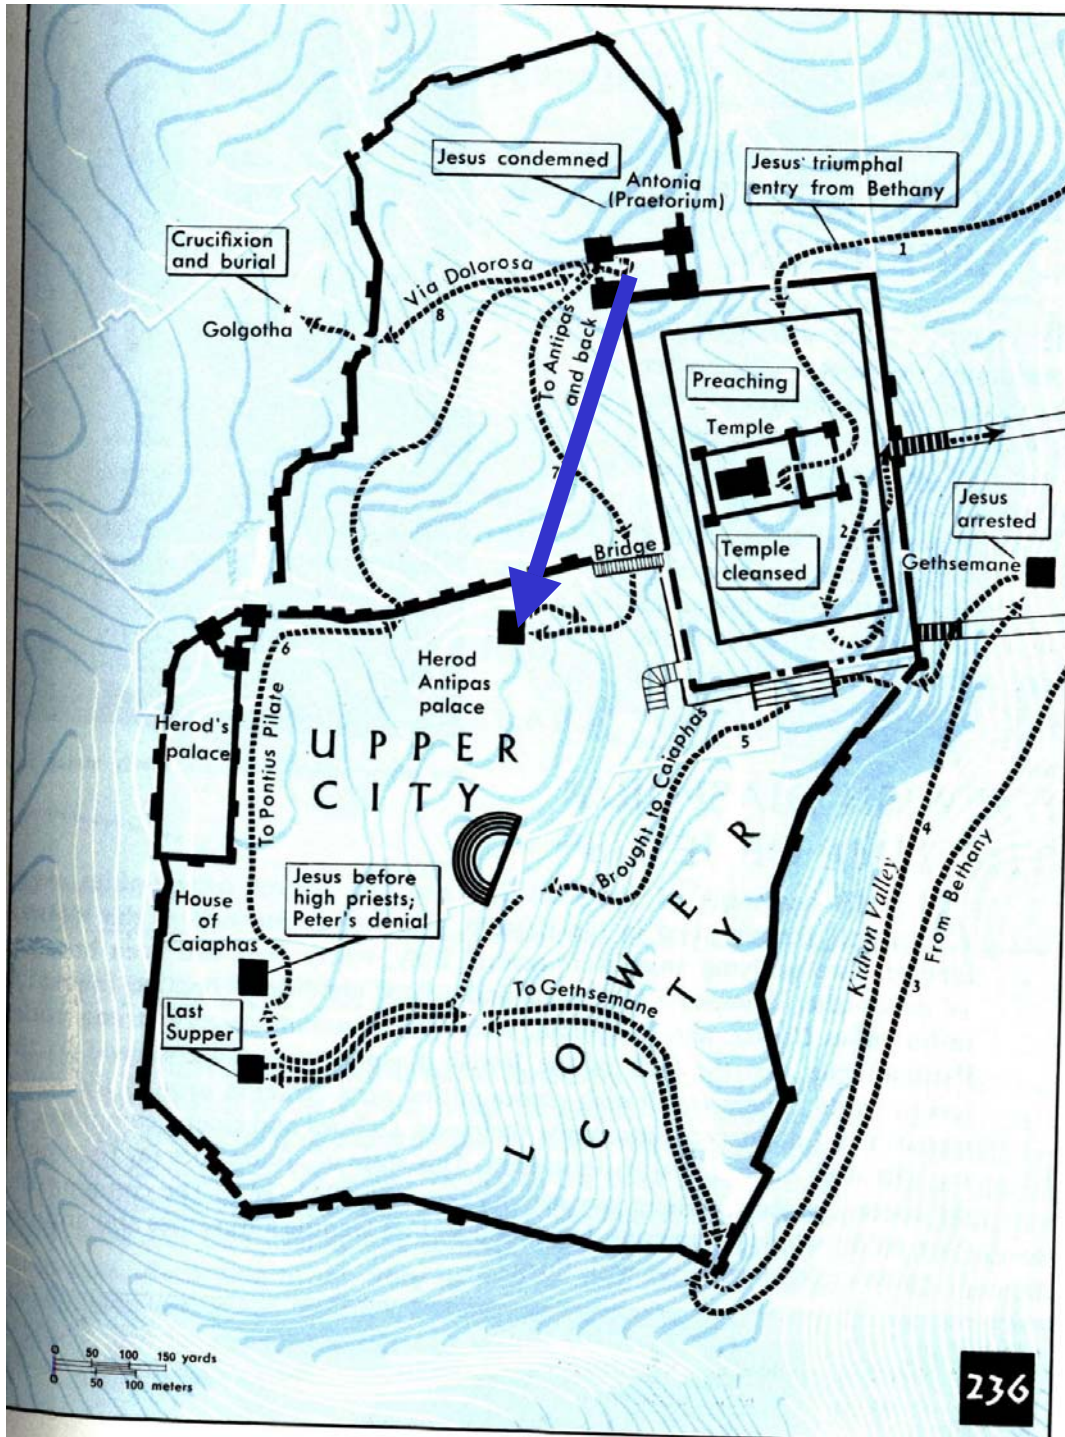 Jesus condemned
Antonia
(Praetorium)
Jesus' triumphal
entry from Bethany
1
Crucifixion
and burial
Via Dolorosa
8
Golgotha
To Antipas
and back
7
Preaching
Temple
2
Temple
cleansed
Jesus
arrested
Gethsemane
Bridge
6
Herod
Antipas
palace
Herod's
palace
To Pontius Pilate
UPPER
CITY
Brought to Caiaphas
5
LOWER
CITY
Kidron Valley
4
From Bethany
3
Jesus before
high priests;
Peter's denial
House
of
Caiaphas
Last
Supper
To Gethsemane
0 50 100 150 yards
0 50 100 meters
236